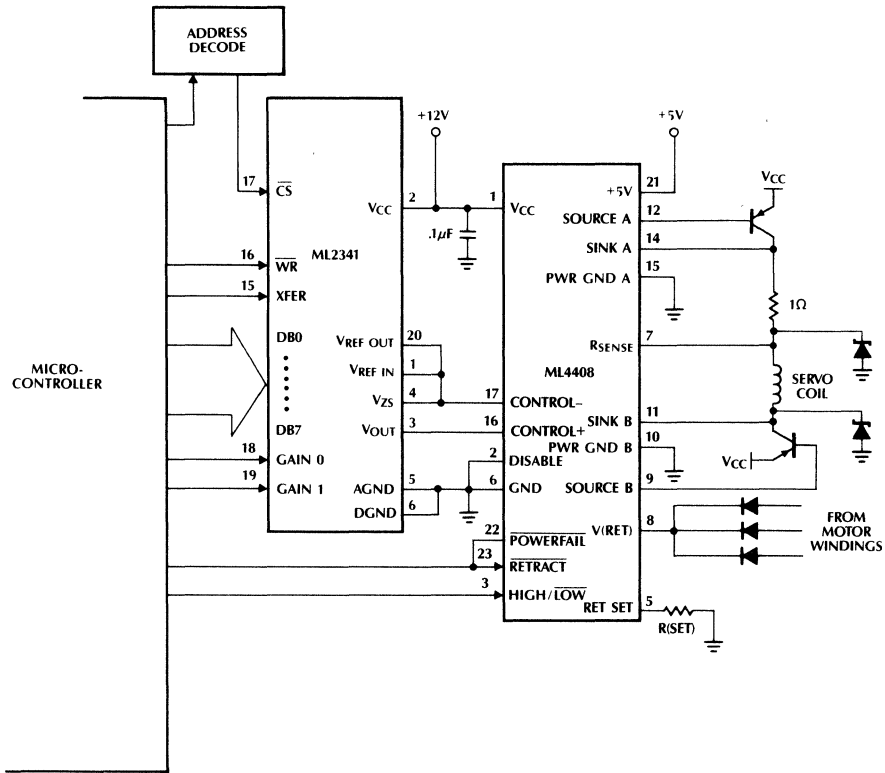 ADDRESS
DECODE
MICRO-
CONTROLLER
ML2341
17
CS
16
WR
15
XFER
DB0
DB7
18
GAIN 0
19
GAIN 1
VCC
2
VREF OUT
20
VREF IN
1
VZS
4
VOUT
3
AGND
5
DGND
6
+12V
.1µF
+5V
ML4408
1
VCC
17
CONTROL–
16
CONTROL+
2
DISABLE
6
GND
22
POWERFAIL
23
RETRACT
3
HIGH/LOW
+5V
21
SOURCE A
12
SINK A
14
PWR GND A
15
RSENSE
7
SINK B
11
PWR GND B
10
SOURCE B
9
V(RET)
8
RET SET
5
VCC
1Ω
SERVO
COIL
VCC
FROM
MOTOR
WINDINGS
R(SET)